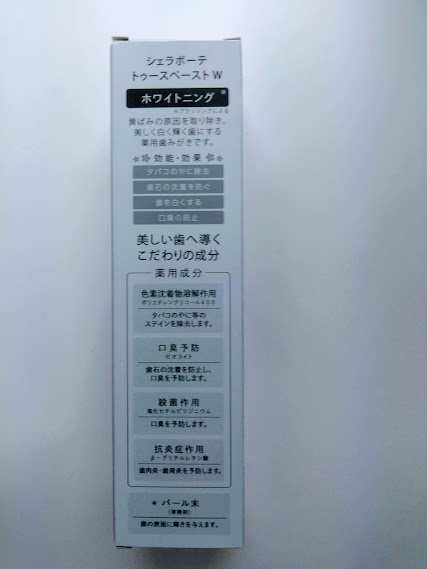 シェラボーテ
トゥースペーストW
ホワイトニング※
※ブラッシングによる
黄ばみの原因を取り除き、
美しく白く輝く歯にする
薬用歯みがきです。
効能・効果
タバコのやに除去
歯石の沈着を防ぐ
歯を白くする
口臭の防止
美しい歯へ導く
こだわりの成分
薬用成分
色素沈着物溶解作用
ポリエチレングリコール400
タバコのやに等の
ステインを除去します。
口臭予防
ゼオライト
歯石の沈着を防止し、
口臭を予防します。
殺菌作用
塩化セチルピリジニウム
口臭を予防します。
抗炎症作用
β-グリチルレチン酸
歯肉炎・歯周炎を予防します。
*パール末
(清掃剤)
歯の表面に輝きを与えます。